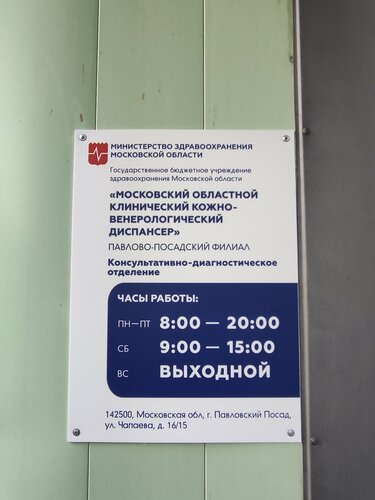 МИНИСТЕРСТВО ЗДРАВООХРАНЕНИЯ
МОСКОВСКОЙ ОБЛАСТИ
Государственное бюджетное учреждение
здравоохранения Московской области
«МОСКОВСКИЙ ОБЛАСТНОЙ
КЛИНИЧЕСКИЙ КОЖНО-
ВЕНЕРОЛОГИЧЕСКИЙ
ДИСПАНСЕР»
ПАВЛОВО-ПОСАДСКИЙ ФИЛИАЛ
Консультативно-диагностическое
отделение
ЧАСЫ РАБОТЫ:
ПН—ПТ 8:00 — 20:00
СБ 9:00 — 15:00
ВС ВЫХОДНОЙ
142500, Московская обл, г. Павловский Посад,
ул. Чапаева, д. 16/15